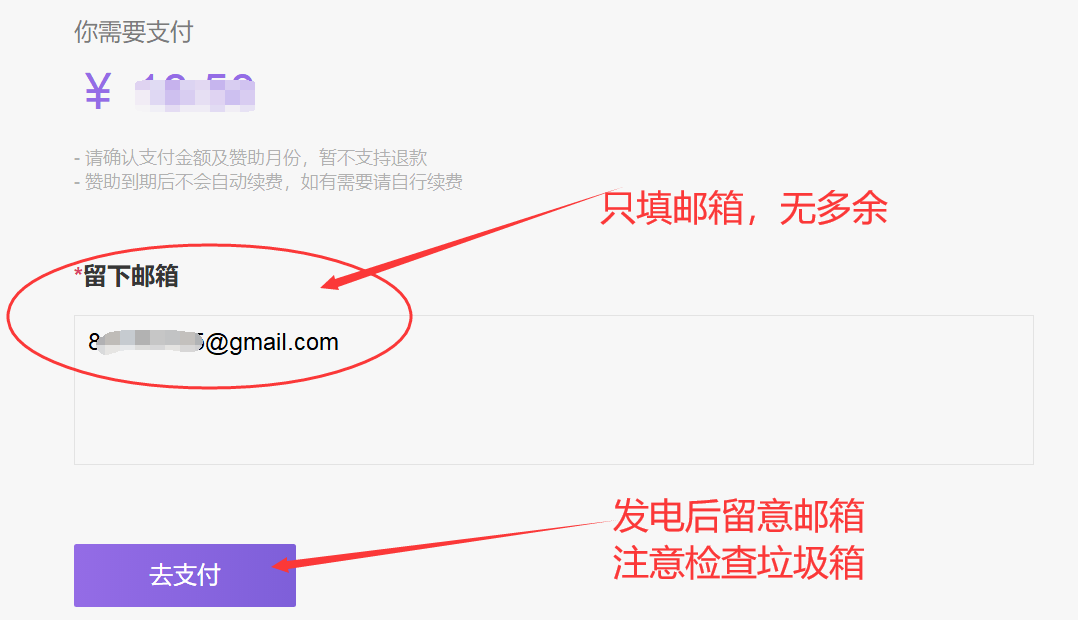 你需要支付
¥
- 请确认支付金额及赞助月份，暂不支持退款
- 赞助到期后不会自动续费，如有需要请自行续费
只填邮箱，无多余
*留下邮箱
8 5@gmail.com
发电后留意邮箱
注意检查垃圾箱
去支付